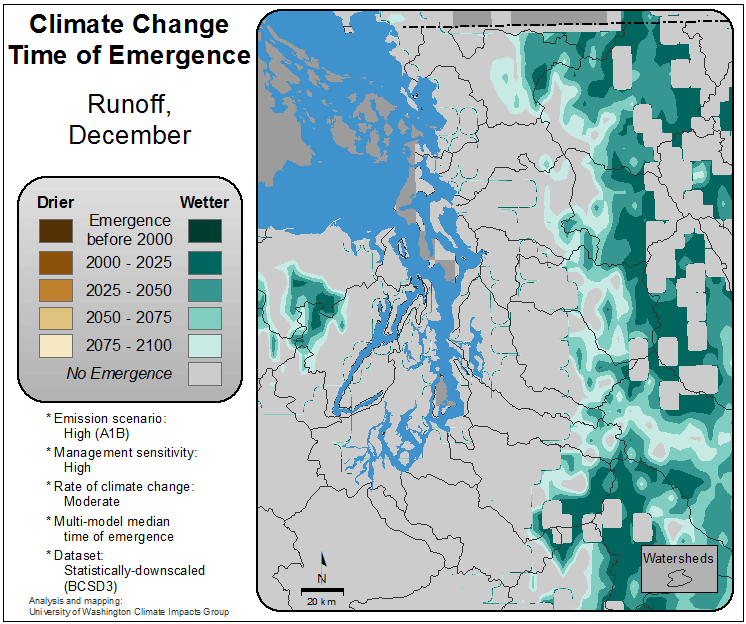 Climate Change
Time of Emergence
Runoff,
December
Drier Wetter
Emergence
before 2000
2000 - 2025
2025 - 2050
2050 - 2075
2075 - 2100
No Emergence
* Emission scenario:
High (A1B)
* Management sensitivity:
High
* Rate of climate change:
Moderate
* Multi-model median
time of emergence
* Dataset:
Statistically-downscaled
(BCSD3)
Analysis and mapping:
University of Washington Climate Impacts Group
N
20 km
Watersheds